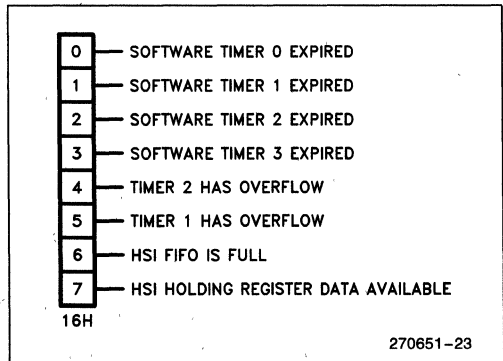 0 SOFTWARE TIMER 0 EXPIRED
1 SOFTWARE TIMER 1 EXPIRED
2 SOFTWARE TIMER 2 EXPIRED
3 SOFTWARE TIMER 3 EXPIRED
4 TIMER 2 HAS OVERFLOW
5 TIMER 1 HAS OVERFLOW
6 HSI FIFO IS FULL
7 HSI HOLDING REGISTER DATA AVAILABLE
16H
270651-23